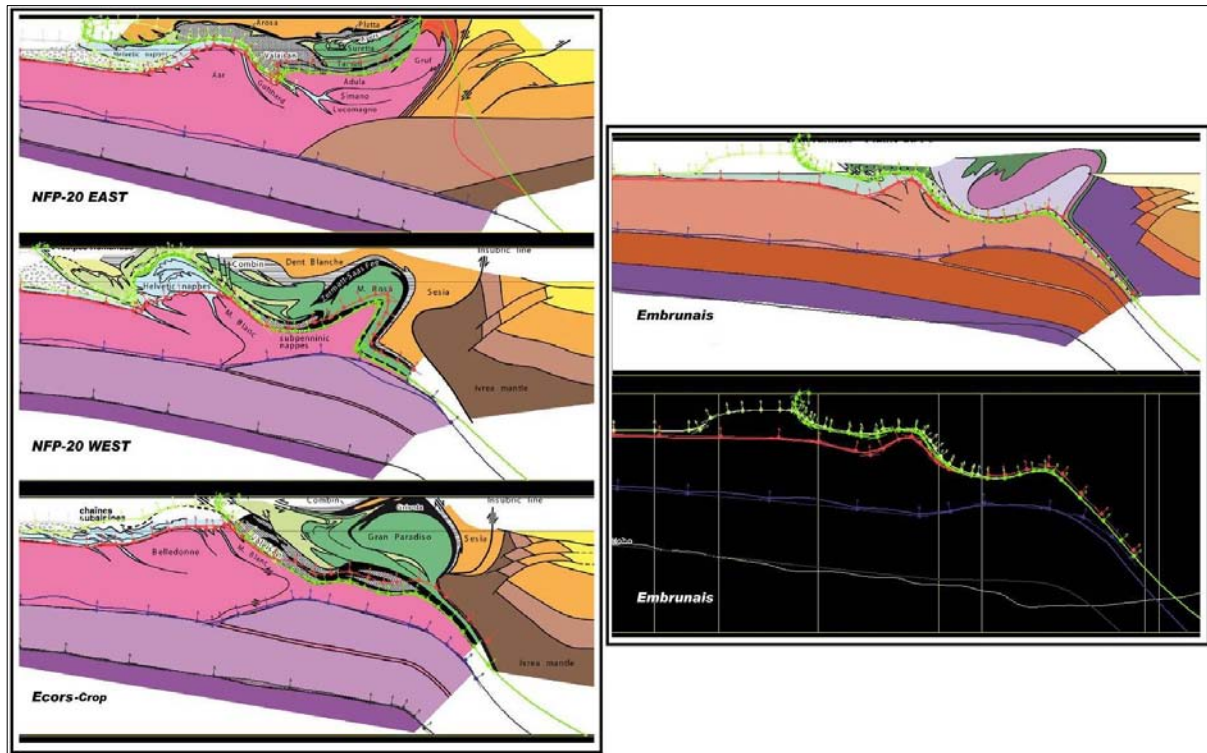 Arosa
Platta
Helvetic nappes
Valaisan
Suretta
Tambo
Gruf
Aar
Gotthard
Adula
Simano
Lucomagno
NFP-20 EAST
Insubric line
Combin
Dent Blanche
Zermatt-Saas Fee
M. Rosa
Sesia
Helvetic nappes
M. Blanc
subpenninic
nappes
Ivrea mantle
NFP-20 WEST
Combin
Insubric line
chaînes
subalpines
Gran Paradiso
Sesia
Belledonne
M. Blanc
Ivrea mantle
Ecors-Crop
Embrunais
Embrunais